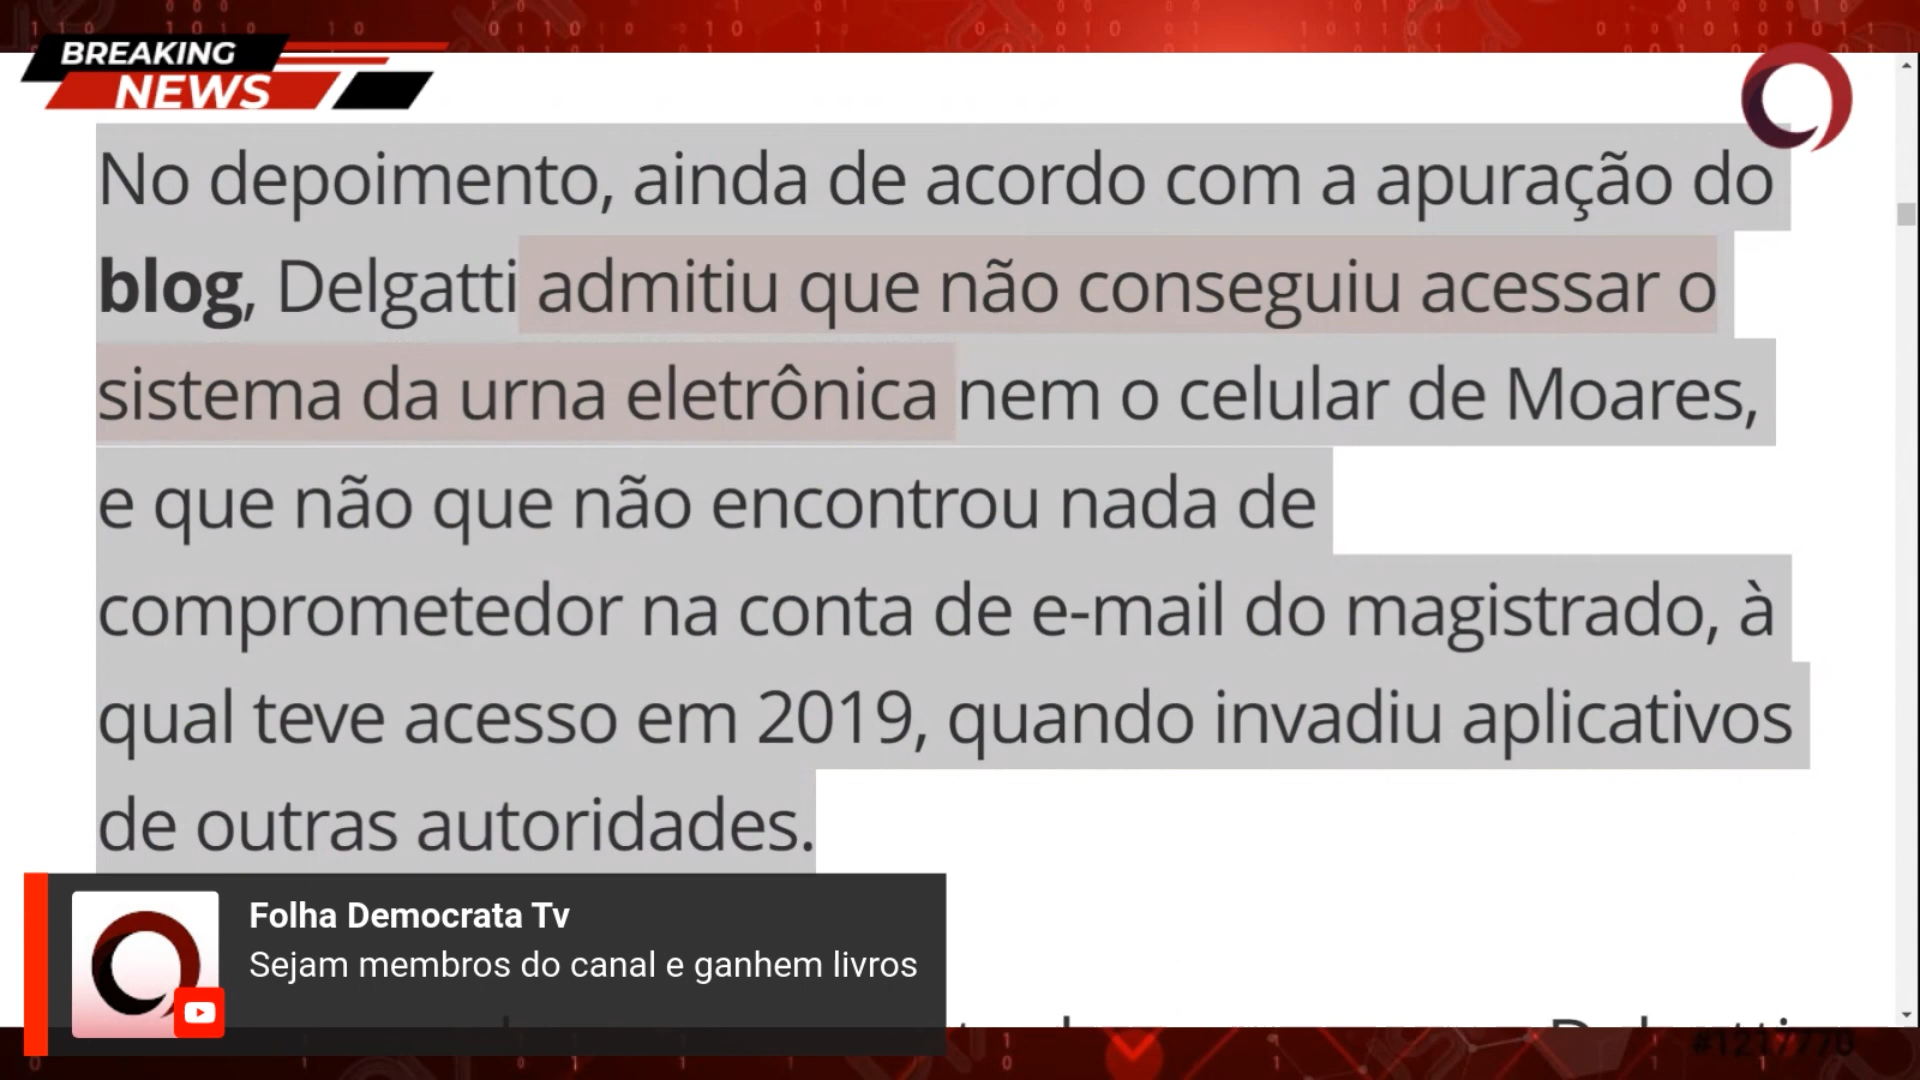 BREAKING
NEWS
No depoimento, ainda de acordo com a apuração do
blog, Delgatti admitiu que não conseguiu acessar o
sistema da urna eletrônica nem o celular de Moares,
e que não que não encontrou nada de
comprometedor na conta de e-mail do magistrado, à
qual teve acesso em 2019, quando invadiu aplicativos
de outras autoridades.
Folha Democrata Tv
Sejam membros do canal e ganhem livros
#1217770